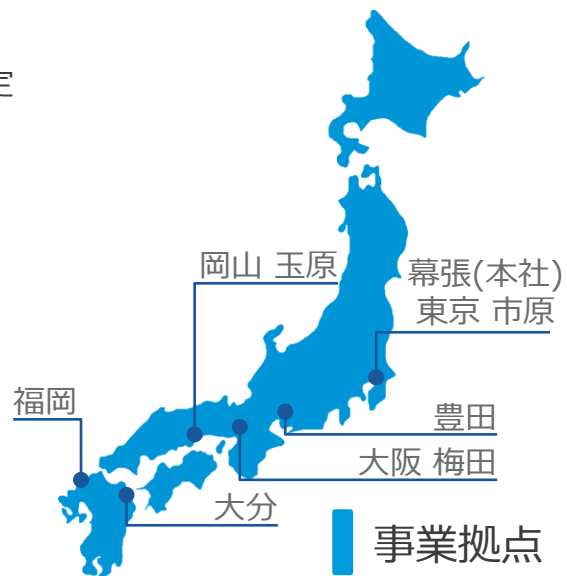 定
岡山 玉原
幕張(本社)
東京 市原
福岡
豊田
大阪 梅田
大分
事業拠点